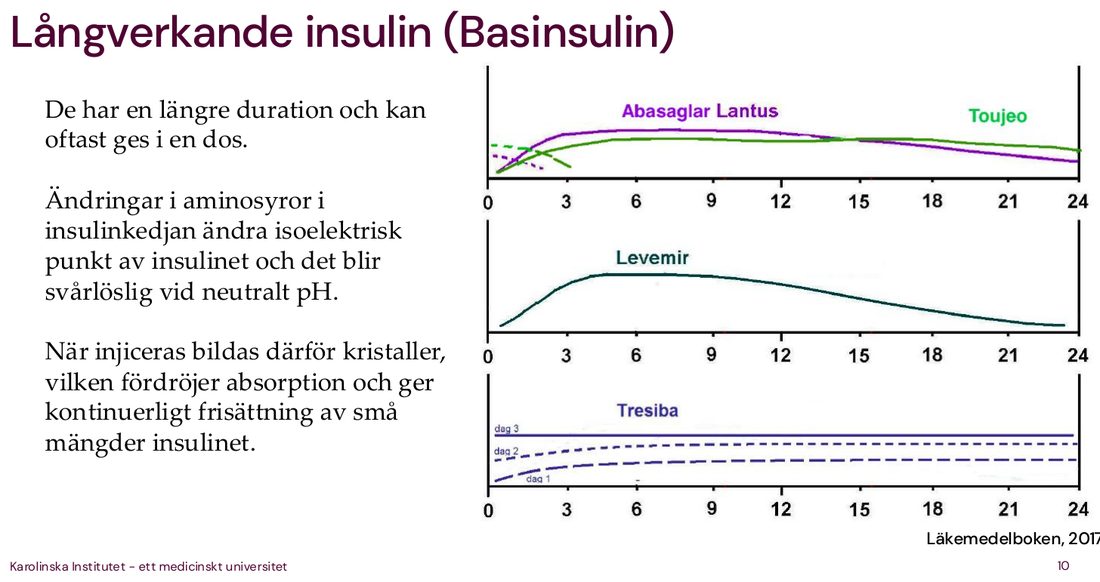 Långverkande insulin (Basinsulin)
De har en längre duration och kan
oftast ges i en dos.
Ändringar i aminosyror i
insulinkedjan ändra isoelektrisk
punkt av insulinet och det blir
svårlöslig vid neutralt pH.
När injiceras bildas därför kristaller,
vilken fördröjer absorption och ger
kontinuerligt frisättning av små
mängder insulinet.
Abasaglar Lantus
Toujeo
0 3 6 9 12 15 18 21 24
Levemir
0 3 6 9 12 15 18 21 24
Tresiba
dag 3
dag 2
dag 1
0 3 6 9 12 15 18 21 24
Läkemedelboken, 2017
Karolinska Institutet - ett medicinskt universitet
10